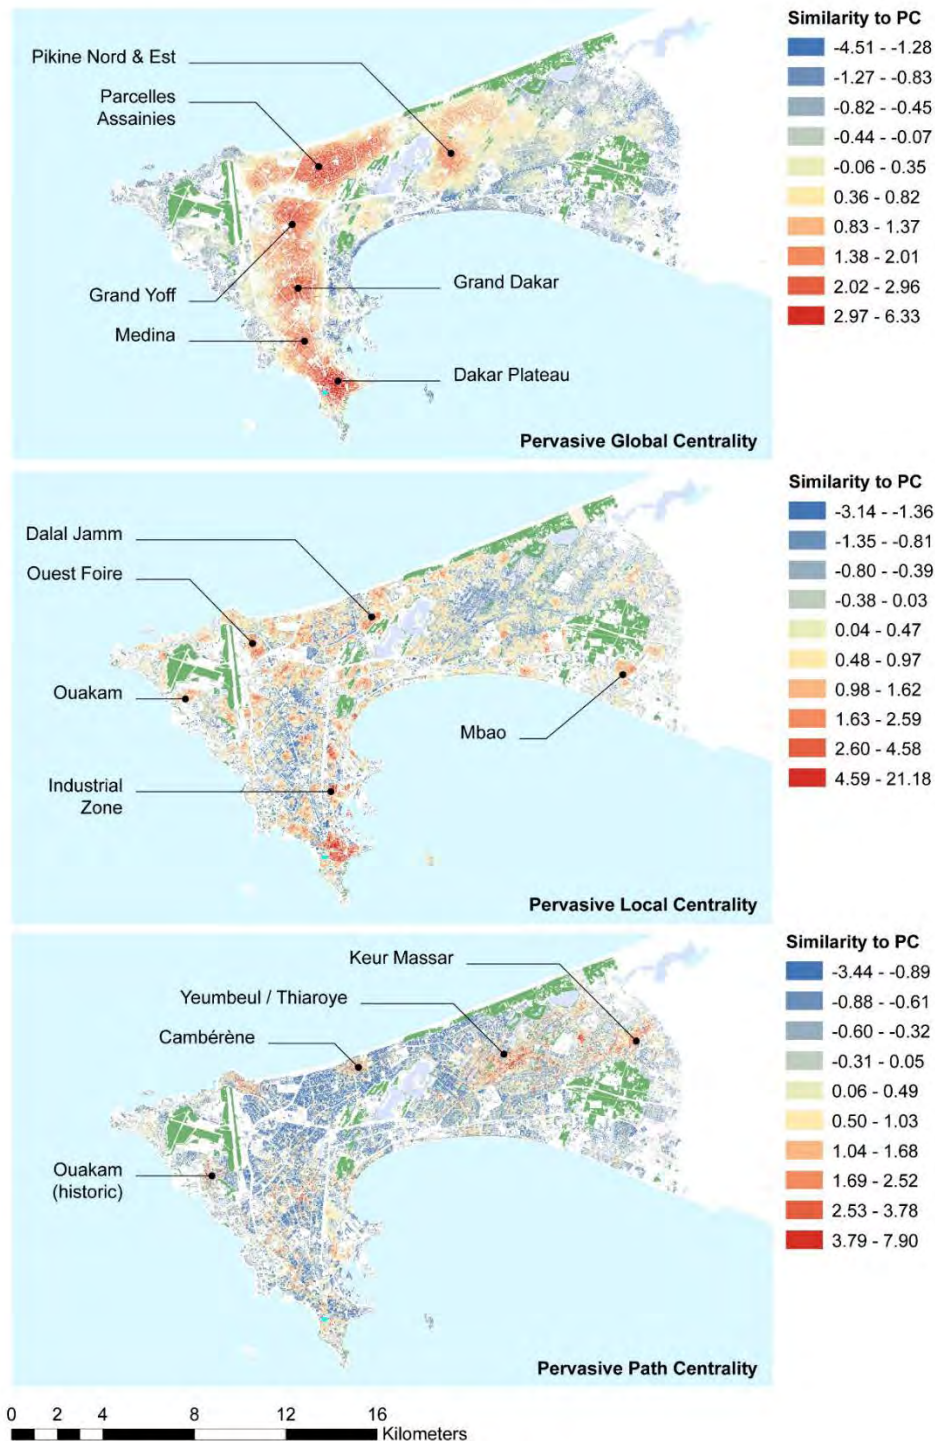 Similarity to PC
-4.51 - -1.28
-1.27 - -0.83
-0.82 - -0.45
-0.44 - -0.07
-0.06 - 0.35
0.36 - 0.82
0.83 - 1.37
1.38 - 2.01
2.02 - 2.96
2.97 - 6.33
Pikine Nord & Est
Parcelles
Assainies
Grand Yoff
Grand Dakar
Medina
Dakar Plateau
Pervasive Global Centrality
Similarity to PC
-3.14 - -1.36
-1.35 - -0.81
-0.80 - -0.39
-0.38 - 0.03
0.04 - 0.47
0.48 - 0.97
0.98 - 1.62
1.63 - 2.59
2.60 - 4.58
4.59 - 21.18
Dalal Jamm
Ouest Foire
Ouakam
Mbao
Industrial
Zone
Pervasive Local Centrality
Similarity to PC
-3.44 - -0.89
-0.88 - -0.61
-0.60 - -0.32
-0.31 - 0.05
0.06 - 0.49
0.50 - 1.03
1.04 - 1.68
1.69 - 2.52
2.53 - 3.78
3.79 - 7.90
Keur Massar
Yeumbeul / Thiaroye
Cambérène
Ouakam
(historic)
Pervasive Path Centrality
0 2 4 8 12 16
Kilometers